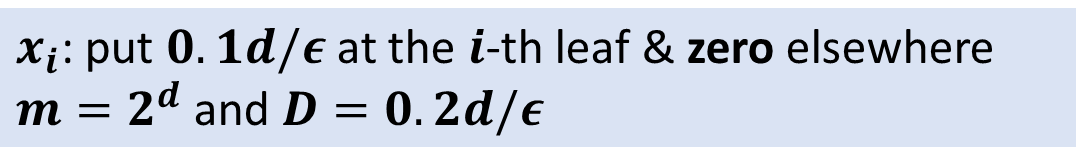 xᵢ: put 0.1d/ϵ at the i-th leaf & zero elsewhere
m = 2ᵈ and D = 0.2d/ϵ